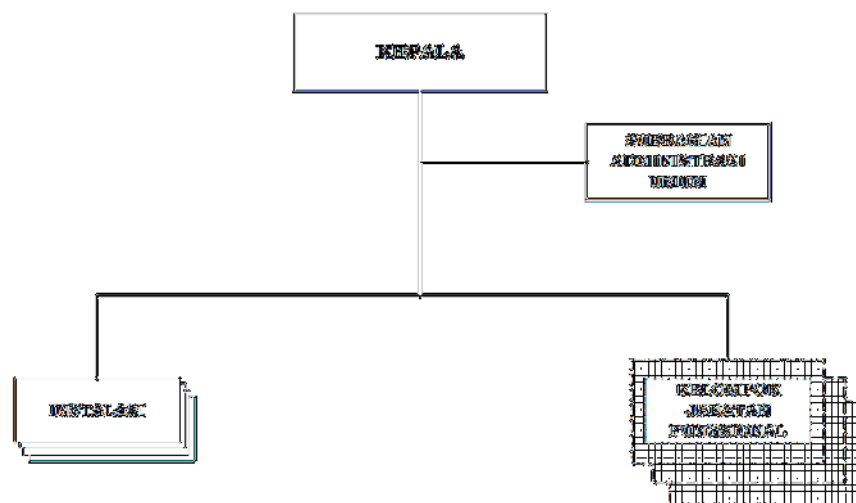 KEPALA
SUBBAGIAN
ADMINISTRASI
UMUM
INSTALASI
KELOMPOK
JABATAN
FUNGSIONAL